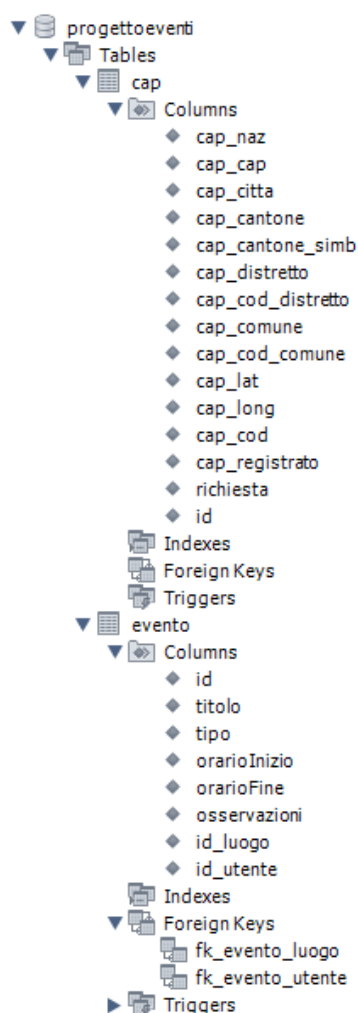 progettoeventi
Tables
cap
Columns
cap_naz
cap_cap
cap_citta
cap_cantone
cap_cantone_simb
cap_distretto
cap_cod_distretto
cap_comune
cap_cod_comune
cap_lat
cap_long
cap_cod
cap_registrato
richiesta
id
Indexes
Foreign Keys
Triggers
evento
Columns
id
titolo
tipo
orarioInizio
orarioFine
osservazioni
id_luogo
id_utente
Indexes
Foreign Keys
fk_evento_luogo
fk_evento_utente
Triggers